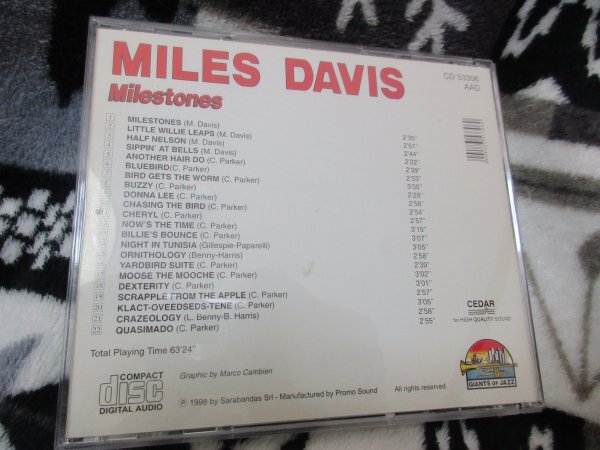 MILES DAVIS
Milestones
CD 53306
AAD
1 MILESTONES (M. Davis) 2'35"
2 LITTLE WILLIE LEAPS (M. Davis) 2'51"
3 HALF NELSON (M. Davis) 2'44"
4 SIPPIN' AT BELLS (M. Davis) 2'22"
5 ANOTHER HAIR DO (C. Parker) 2'39"
6 BLUEBIRD(C. Parker) 2'53"
7 BIRD GETS THE WORM (C. Parker) 3'00"
8 BUZZY (C. Parker) 2'29"
9 DONNA LEE (C. Parker) 2'58"
10 CHASING THE BIRD (C. Parker) 2'54"
11 CHERYL (C. Parker) 2'57"
12 NOW'S THE TIME (C. Parker) 3'15"
13 BILLIE'S BOUNCE (C. Parker) 3'07"
14 NIGHT IN TUNISIA (Gillespie-Paparelli) 3'05"
15 ORNITHOLOGY (Benny-Harris) 2'58"
16 YARDBIRD SUITE (C. Parker) 2'39"
17 MOOSE THE MOOCHE (C. Parker) 3'02"
18 DEXTERITY (C. Parker) 3'01"
19 SCRAPPLE FROM THE APPLE (C. Parker) 2'57"
20 KLACT-OVEEDSEDS-TENE (C. Parker) 3'05"
21 CRAZEOLOGY (L. Benny-B. Harris) 2'58"
22 QUASIMADO (C. Parker) 2'55"
CEDAR
for HIGH QUALITY SOUND
Total Playing Time 63'24"
Graphic by Marco Cambieri
COMPACT
disc
DIGITAL AUDIO
℗ 1998 by Sarabandas Srl - Manufactured by Promo Sound
All rights reserved.
GIANTS OF JAZZ